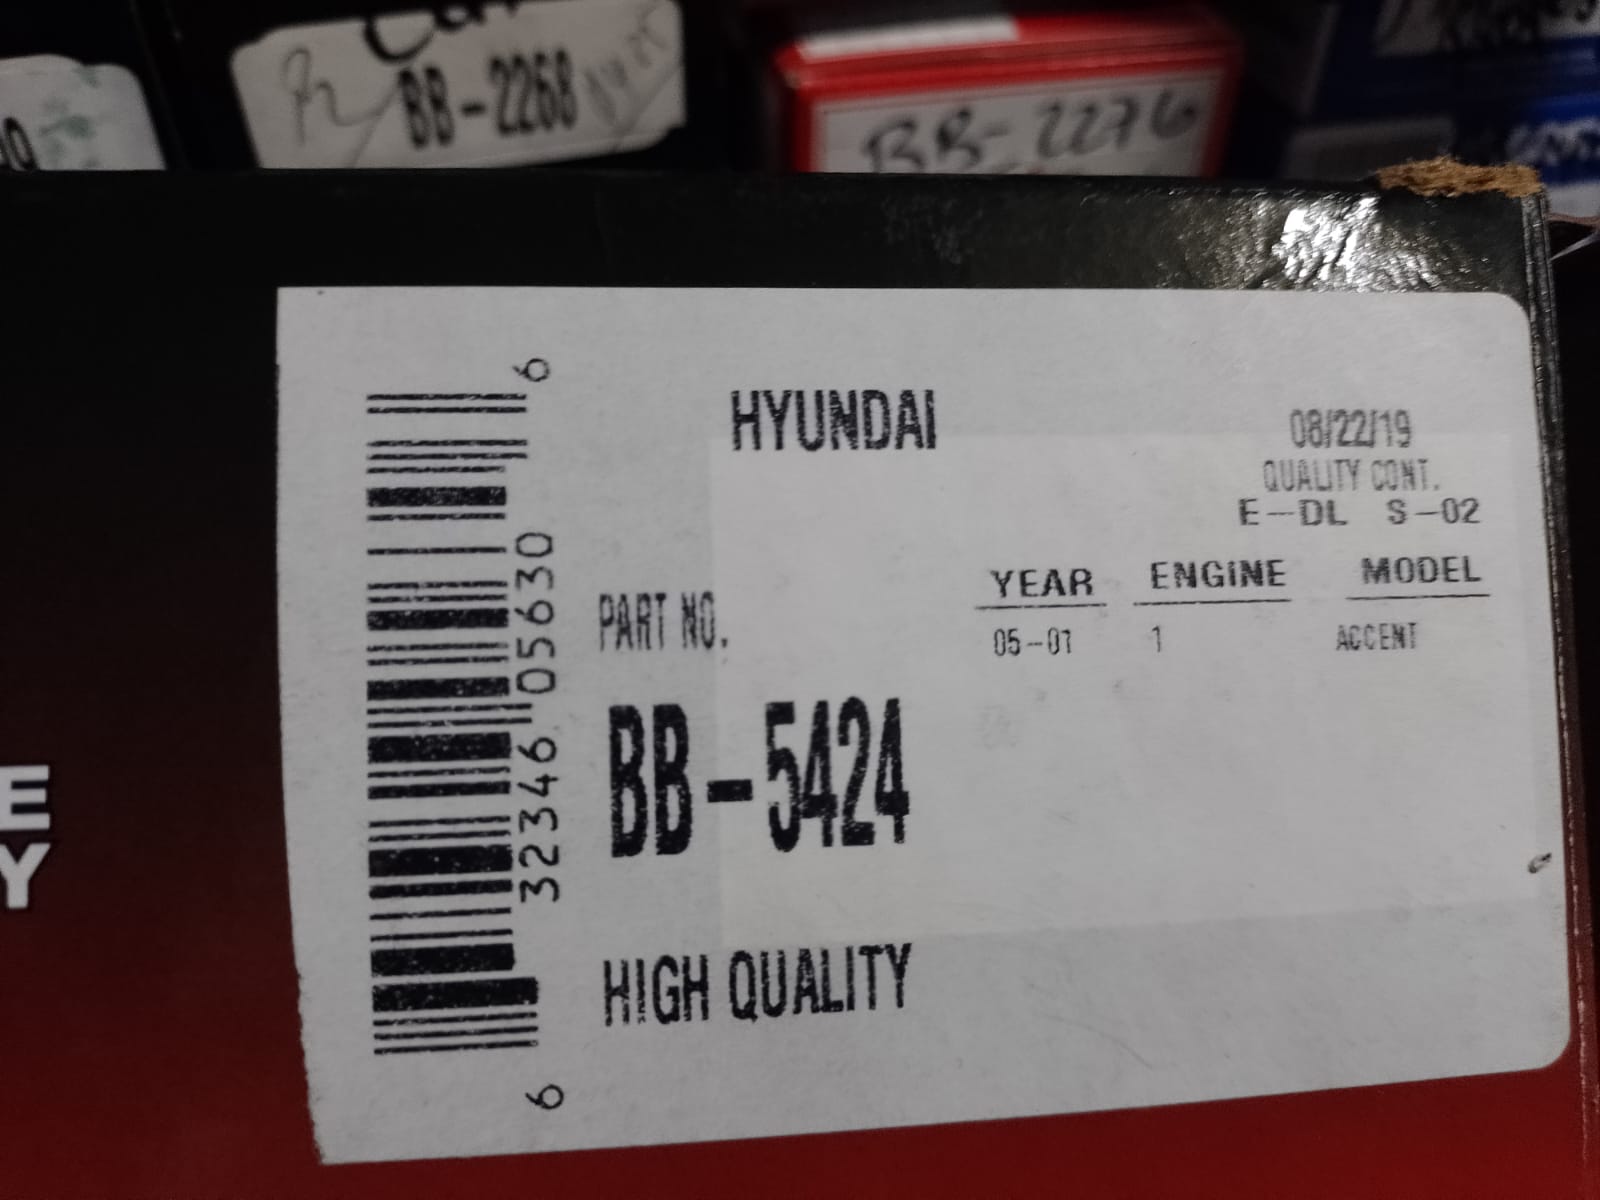 BB-2268
BB-2276
HYUNDAI
08/22/19
QUALITY CONT.
E-DL S-02
YEAR ENGINE MODEL
05-01 1 ACCENT
PART NO.
BB-5424
HIGH QUALITY
6 32346 05630 6
E
Y